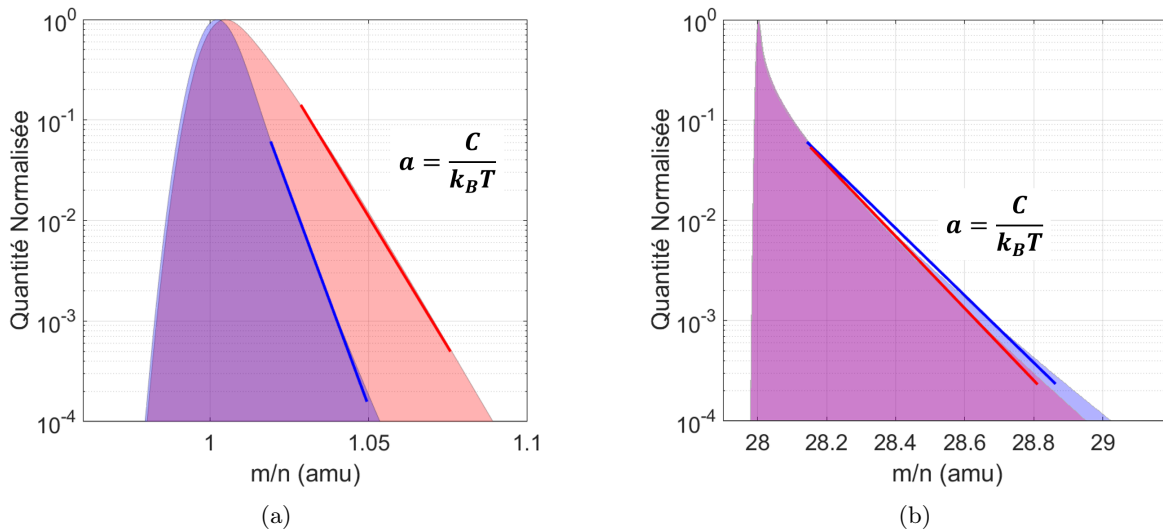 10^0
10^-1
10^-2
10^-3
10^-4
Quantité Normalisée
a = C / k_B T
1 1.05 1.1
m/n (amu)
(a)
10^0
10^-1
10^-2
10^-3
10^-4
Quantité Normalisée
a = C / k_B T
28 28.2 28.4 28.6 28.8 29
m/n (amu)
(b)